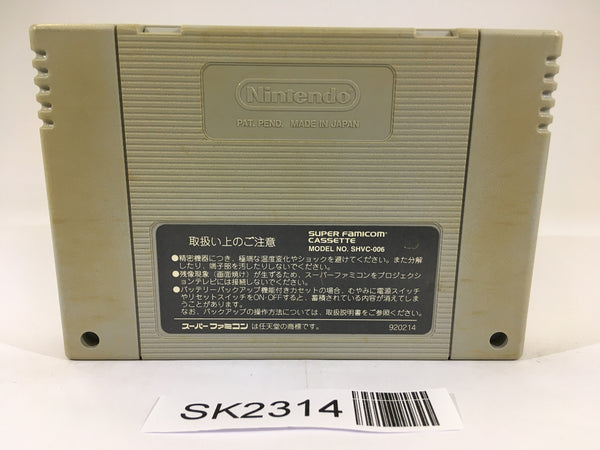 Nintendo
PAT. PEND. MADE IN JAPAN
取扱い上のご注意
SUPER FAMICOM
CASSETTE
MODEL NO. SHVC-006
●精密機器につき、極端な温度変化やショックを避けてください。また分解
したり、端子部を汚したりしないでください。
●残像現象（画面焼け）が生ずるため、スーパーファミコンをプロジェクシ
ョンテレビには接続しないでください。
●バッテリーバックアップ機能付きカセットの場合、むやみに電源スイッチ
やリセットスイッチをON・OFFすると、蓄積されている内容が消えてしま
うことがあります。
なお、バックアップの操作方法については、取扱説明書をご参照ください。
スーパーファミコン は任天堂の商標です。
920214
SK2314